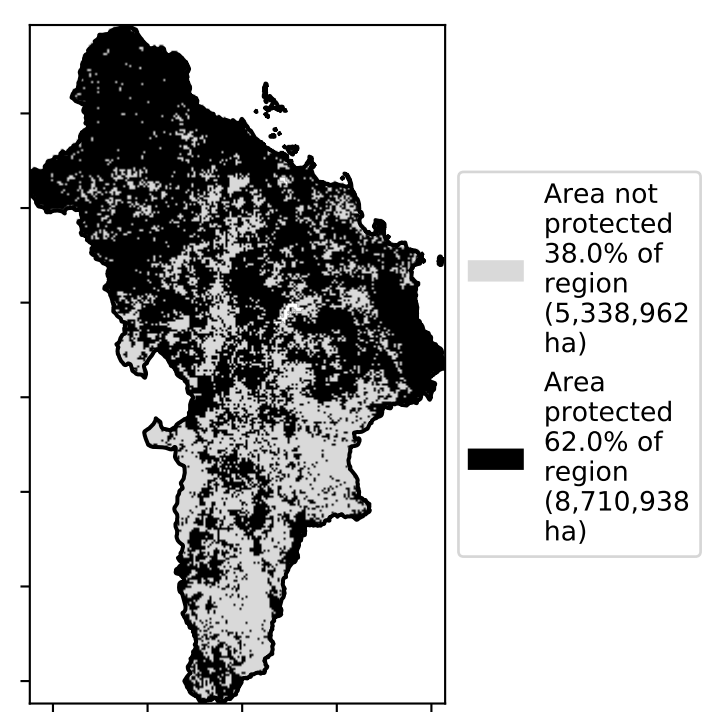 Area not
protected
38.0% of
region
(5,338,962
ha)
Area
protected
62.0% of
region
(8,710,938
ha)